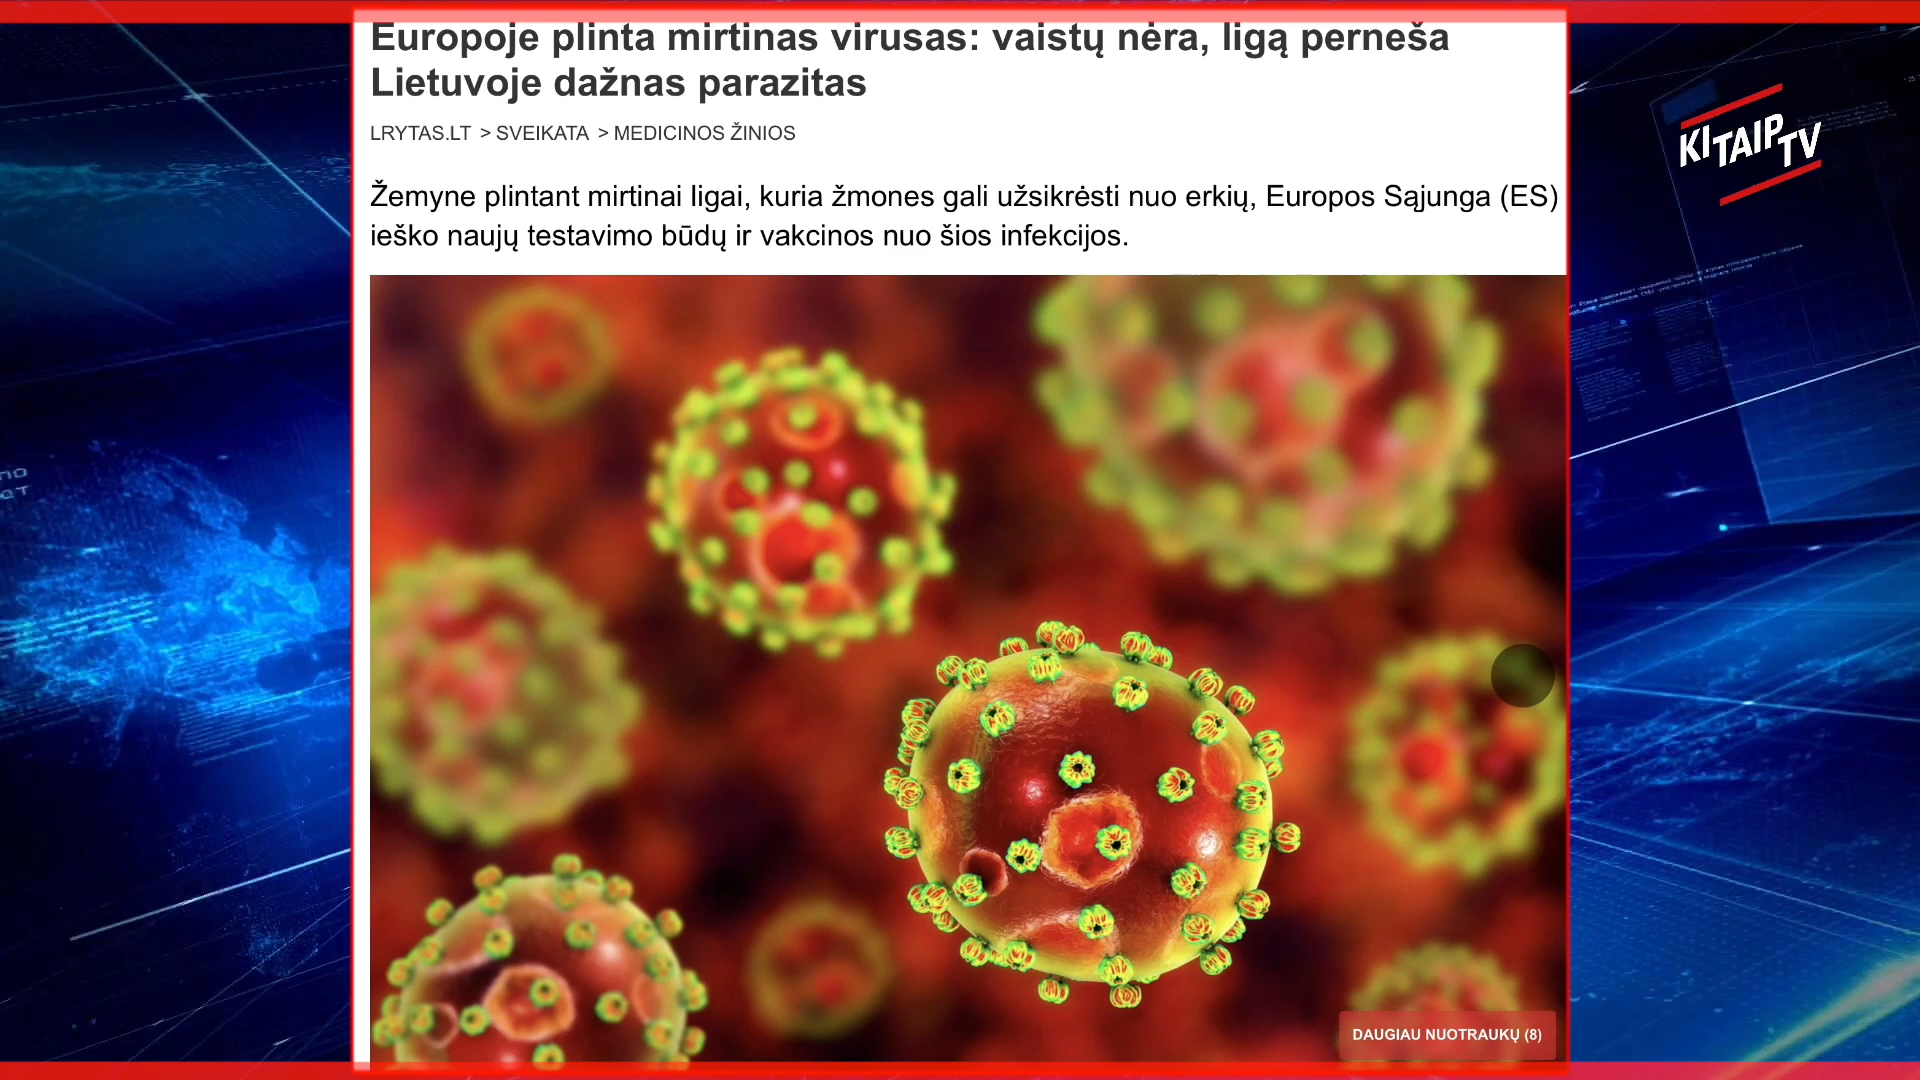 Europoje plinta mirtinas virusas: vaistų nėra, ligą perneša
Lietuvoje dažnas parazitas
LRYTAS.LT > SVEIKATA > MEDICINOS ŽINIOS
KITAIP TV
Žemyne plintant mirtinai ligai, kuria žmones gali užsikrėsti nuo erkių, Europos Sąjunga (ES)
ieško naujų testavimo būdų ir vakcinos nuo šios infekcijos.
DAUGIAU NUOTRAUKŲ (8)